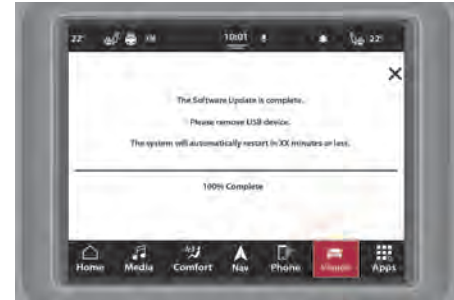 22° 10:01 22°
The Software Update is complete.
Please remove USB device.
The system will automatically restart in XX minutes or less.
100% Complete
Home Media Comfort Nav Phone Vehicle Apps